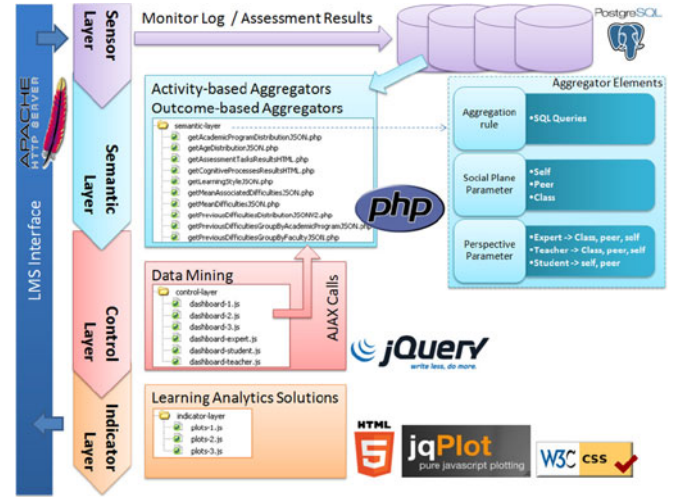 Sensor
Layer
Monitor Log / Assessment Results
PostgreSQL
APACHE
HTTP SERVER
LMS Interface
Semantic
Layer
Activity-based Aggregators
Outcome-based Aggregators
semantic-layer
getAcademicProgramDistributionJSON.php
getAgeDistributionJSON.php
getAssessmentTasksResultsHTML.php
getCognitiveProcessesResultsHTML.php
getLearningStyleJSON.php
getMeanAssociatedDifficultiesJSON.php
getMeanDifficultiesJSON.php
getPreviousDifficultiesDistributionJSONV2.php
getPreviousDifficultiesGroupByAcademicProgramJSON.php
getPreviousDifficultiesGroupByFacultyJSON.php
php
Aggregator Elements
Aggregation
rule
•SQL Queries
Social Plane
Parameter
•Self
•Peer
•Class
Perspective
Parameter
•Expert -> Class, peer, self
•Teacher -> Class, peer, self
•Student -> self, peer
Control
Layer
Data Mining
control-layer
dashboard-1.js
dashboard-2.js
dashboard-3.js
dashboard-expert.js
dashboard-student.js
dashboard-teacher.js
AJAX Calls
jQuery
write less, do more.
Indicator
Layer
Learning Analytics Solutions
indicator-layer
plots-1.js
plots-2.js
plots-3.js
HTML
5
jqPlot
pure javascript plotting
W3C css